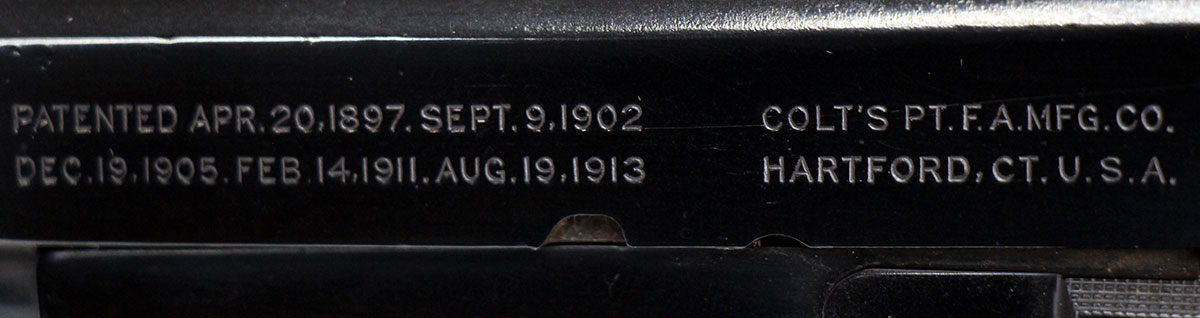 PATENTED APR. 20,1897. SEPT. 9,1902
DEC. 19, 1905. FEB. 14,1911. AUG. 19, 1913
COLT'S PT. F. A. MFG. CO.
HARTFORD, CT. U. S. A.